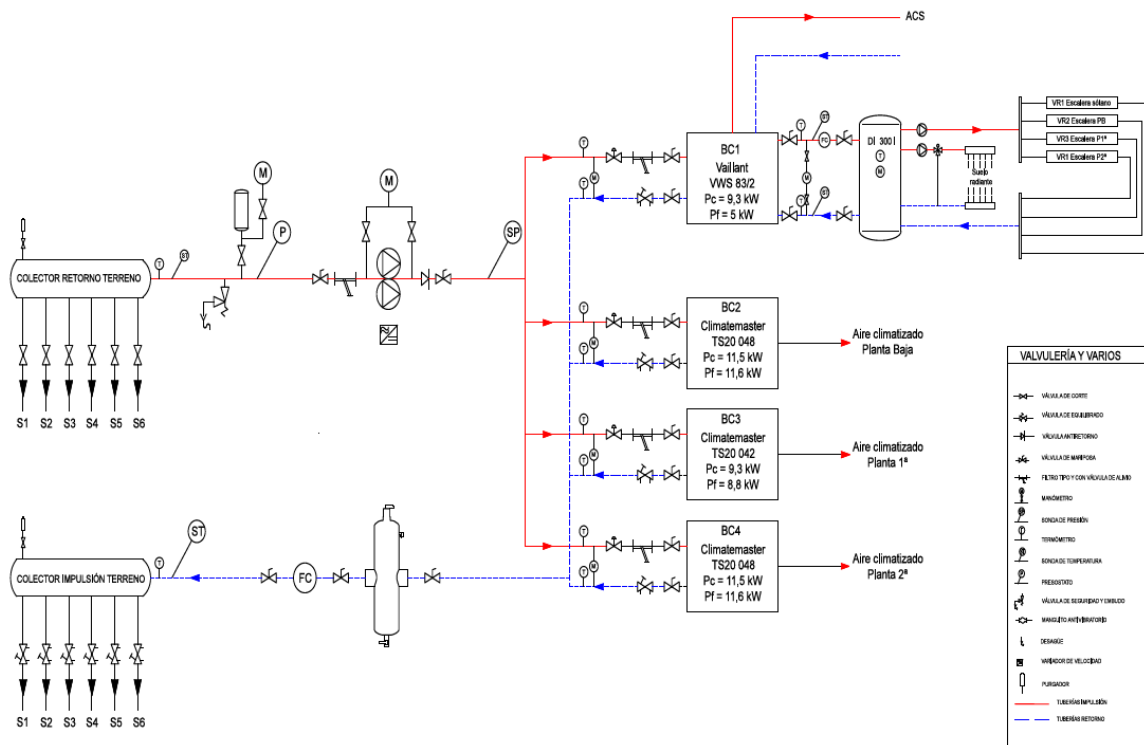 ACS
BC1
Vaillant
VWS 83/2
Pc = 9,3 kW
Pf = 5 kW
T
M
T
T
ST
FC
M
ST
DI 300 l
T
M
Suelo
radiante
VR1 Escalera sótano
VR2 Escalera PB
VR3 Escalera P1ª
VR1 Escalera P2ª
M
M
P
SP
T
ST
COLECTOR RETORNO TERRENO
S1
S2
S3
S4
S5
S6
BC2
Climatemaster
TS20 048
Pc = 11,5 kW
Pf = 11,6 kW
T
M
T
Aire climatizado
Planta Baja
BC3
Climatemaster
TS20 042
Pc = 9,3 kW
Pf = 8,8 kW
T
M
T
Aire climatizado
Planta 1ª
BC4
Climatemaster
TS20 048
Pc = 11,5 kW
Pf = 11,6 kW
T
M
T
Aire climatizado
Planta 2ª
ST
T
FC
COLECTOR IMPULSIÓN TERRENO
S1
S2
S3
S4
S5
S6
VALVULERÍA Y VARIOS
VÁLVULA DE CORTE
VÁLVULA DE EQUILIBRADO
VÁLVULA ANTIRETORNO
VÁLVULA DE MARIPOSA
FILTRO TIPO Y CON VÁLVULA DE ALIVIO
MANÓMETRO
SONDA DE PRESIÓN
TERMÓMETRO
SONDA DE TEMPERATURA
PRESOSTATO
VÁLVULA DE SEGURIDAD Y EMBUDO
MANGUITO ANTIVIBRATORIO
DESAGÜE
VARIADOR DE VELOCIDAD
PURGADOR
TUBERÍAS IMPULSIÓN
TUBERÍAS RETORNO